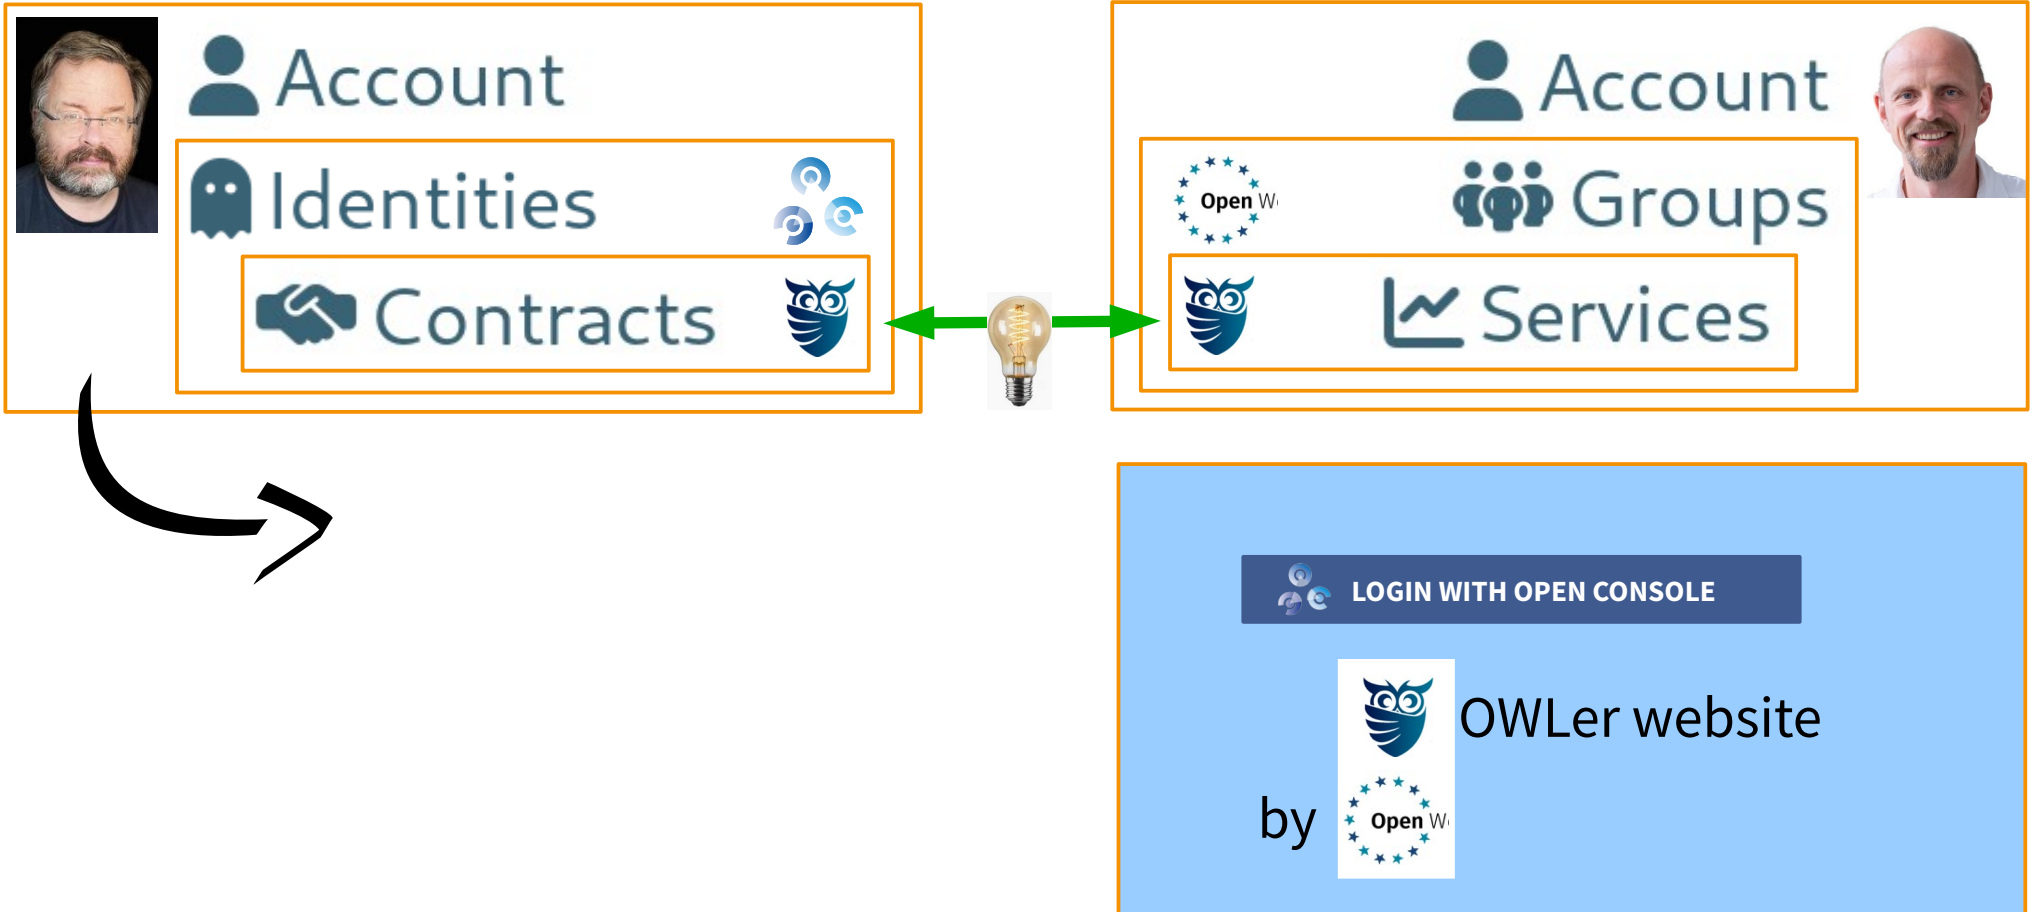 Account
Identities
Contracts
Account
Open W
Groups
Services
LOGIN WITH OPEN CONSOLE
OWLer website
by
Open W